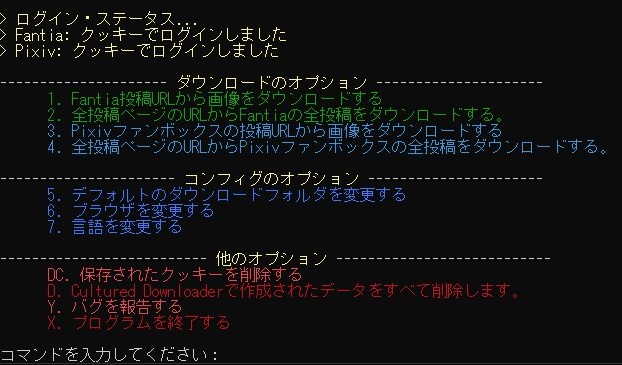 > ログイン・ステータス...
> Fantia: クッキーでログインしました
> Pixiv: クッキーでログインしました
--------------------- ダウンロードのオプション ---------------------
1. Fantia投稿URLから画像をダウンロードする
2. 全投稿ページのURLからFantiaの全投稿をダウンロードする。
3. Pixivファンボックスの投稿URLから画像をダウンロードする
4. 全投稿ページのURLからPixivファンボックスの全投稿をダウンロードする。
---------------------- コンフィグのオプション ----------------------
5. デフォルトのダウンロードフォルダを変更する
6. ブラウザを変更する
7. 言語を変更する
-------------------------- 他のオプション --------------------------
DC. 保存されたクッキーを削除する
D. Cultured Downloaderで作成されたデータをすべて削除します。
Y. バグを報告する
X. プログラムを終了する
コマンドを入力してください：